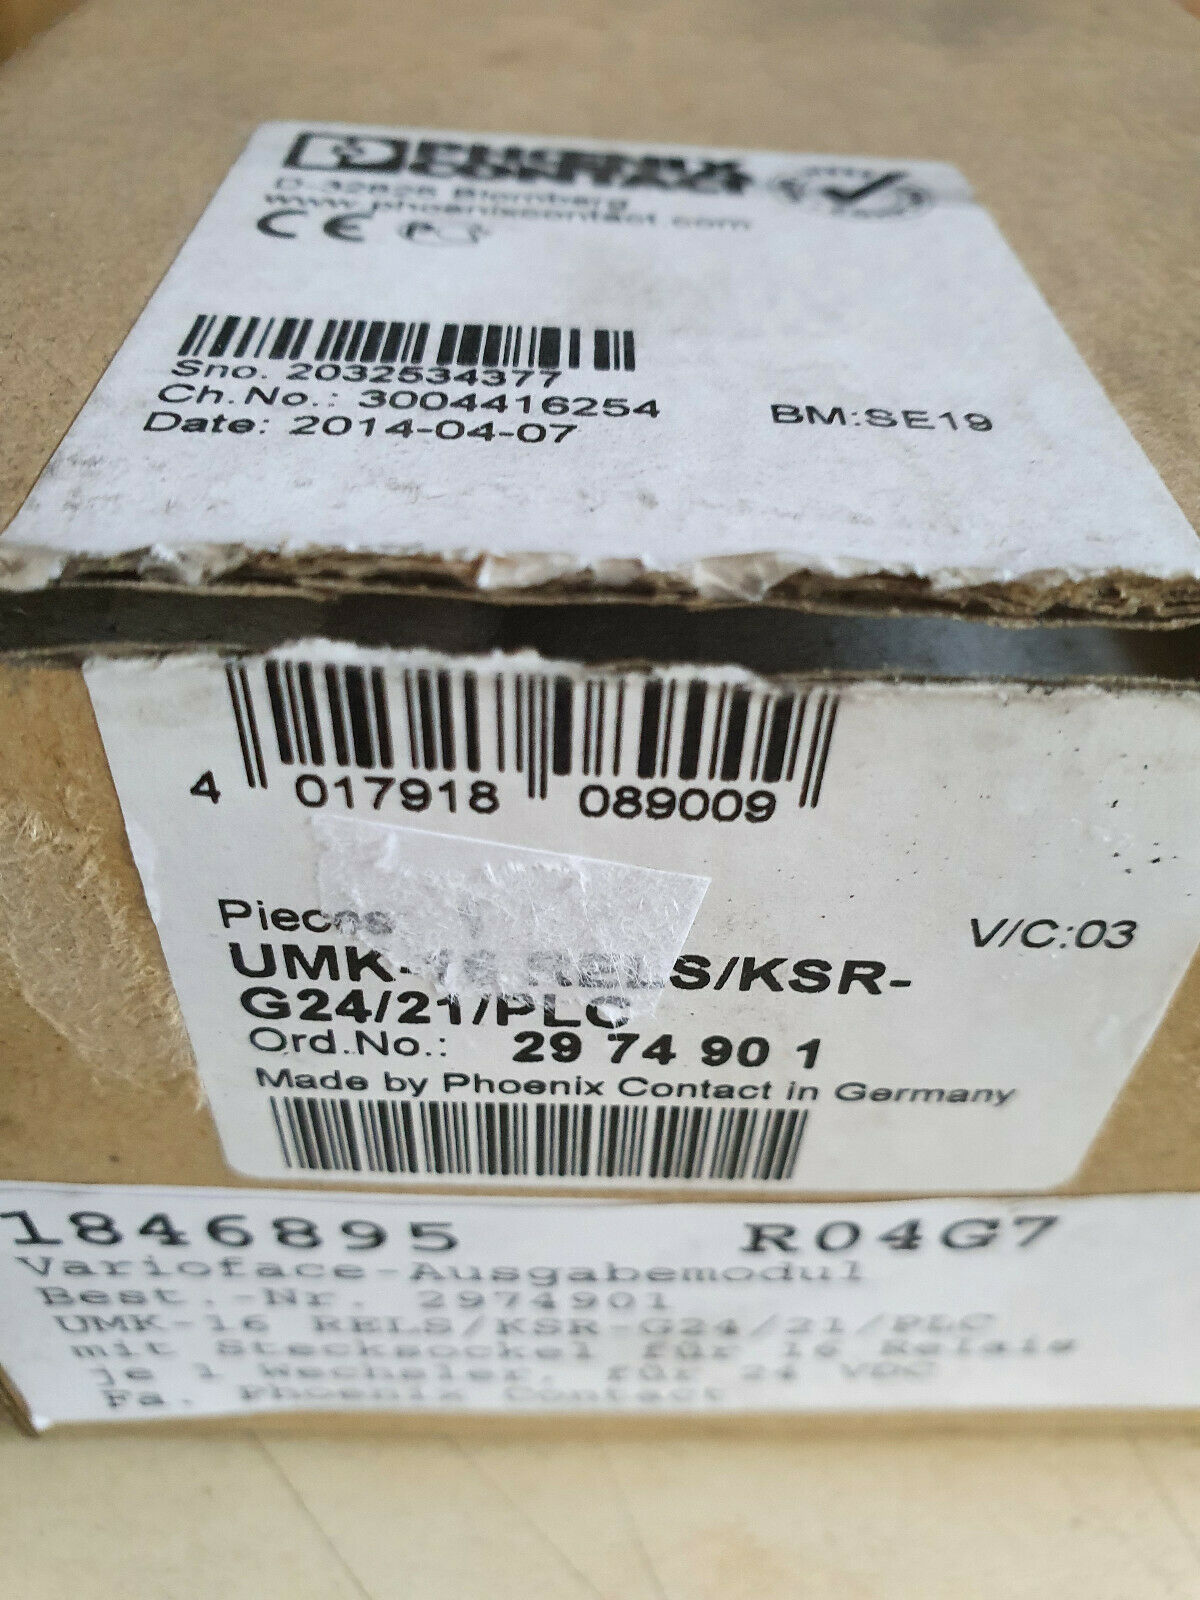 PHOENIX
CONTACT
D-32825 Blomberg
www.phoenixcontact.com
CE
Sno. 2032534377
Ch.No.: 3004416254
Date: 2014-04-07
BM:SE19
4 017918 089009
Pieces
V/C:03
UMK- RELS/KSR-
G24/21/PLC
Ord.No.: 29 74 90 1
Made by Phoenix Contact in Germany
1846895 R04G7
Varioface-Ausgabemodul
Best.-Nr. 2974901
UMK-16 RELS/KSR-G24/21/PLC
mit Stecksockel für 16 Relais
je 1 Wechsler, für 24 VDC
Fa. Phoenix Contact